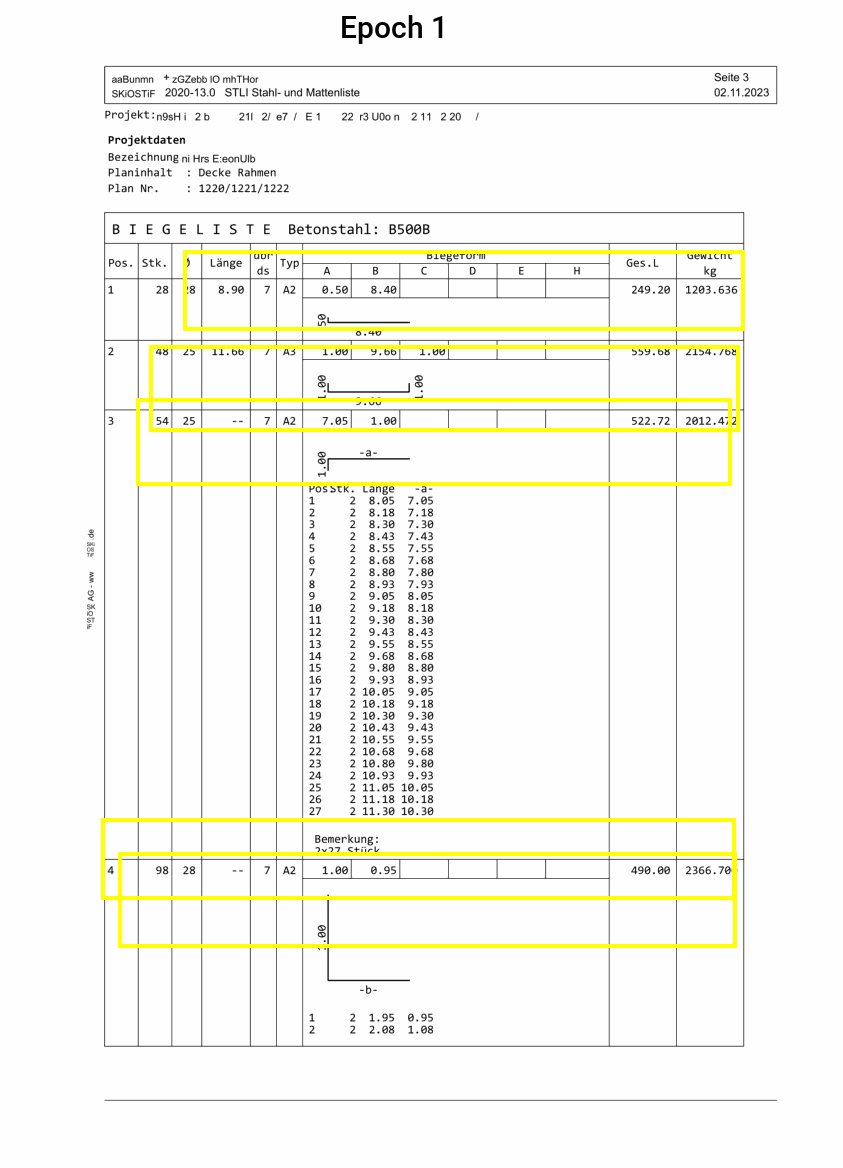 Epoch 1
aaBunmn + zGZebb lO mhTHor Seite 3
SKiOSTiF 2020-13.0 STLI Stahl- und Mattenliste 02.11.2023
Projekt:n9sH i 2 b 21l 2/ e7 / E 1 22 r3 U0o n 2 11 2 20 /
Projektdaten
Bezeichnung ni Hrs E:eonUlb
Planinhalt : Decke Rahmen
Plan Nr. : 1220/1221/1222
B I E G E L I S T E Betonstahl: B500B
Pos. Stk. Länge dbr ds Typ Biegeform Ges.L Gewicht kg
A B C D E H
1 28 28 8.90 7 A2 0.50 8.40 249.20 1203.636
50
8.40
2 48 25 11.66 7 A3 1.00 9.66 1.00 559.68 2154.768
1.00 1.00
9.66
3 54 25 -- 7 A2 7.05 1.00 522.72 2012.472
-a-
1.00
Pos Stk. Länge -a-
1 2 8.05 7.05
2 2 8.18 7.18
3 2 8.30 7.30
4 2 8.43 7.43
5 2 8.55 7.55
6 2 8.68 7.68
7 2 8.80 7.80
8 2 8.93 7.93
9 2 9.05 8.05
10 2 9.18 8.18
11 2 9.30 8.30
12 2 9.43 8.43
13 2 9.55 8.55
14 2 9.68 8.68
15 2 9.80 8.80
16 2 9.93 8.93
17 2 10.05 9.05
18 2 10.18 9.18
19 2 10.30 9.30
20 2 10.43 9.43
21 2 10.55 9.55
22 2 10.68 9.68
23 2 10.80 9.80
24 2 10.93 9.93
25 2 11.05 10.05
26 2 11.18 10.18
27 2 11.30 10.30
Bemerkung:
2x27 Stück
4 98 28 -- 7 A2 1.00 0.95 490.00 2366.700
.00
-b-
1 2 1.95 0.95
2 2 2.08 1.08
AG - ww .de